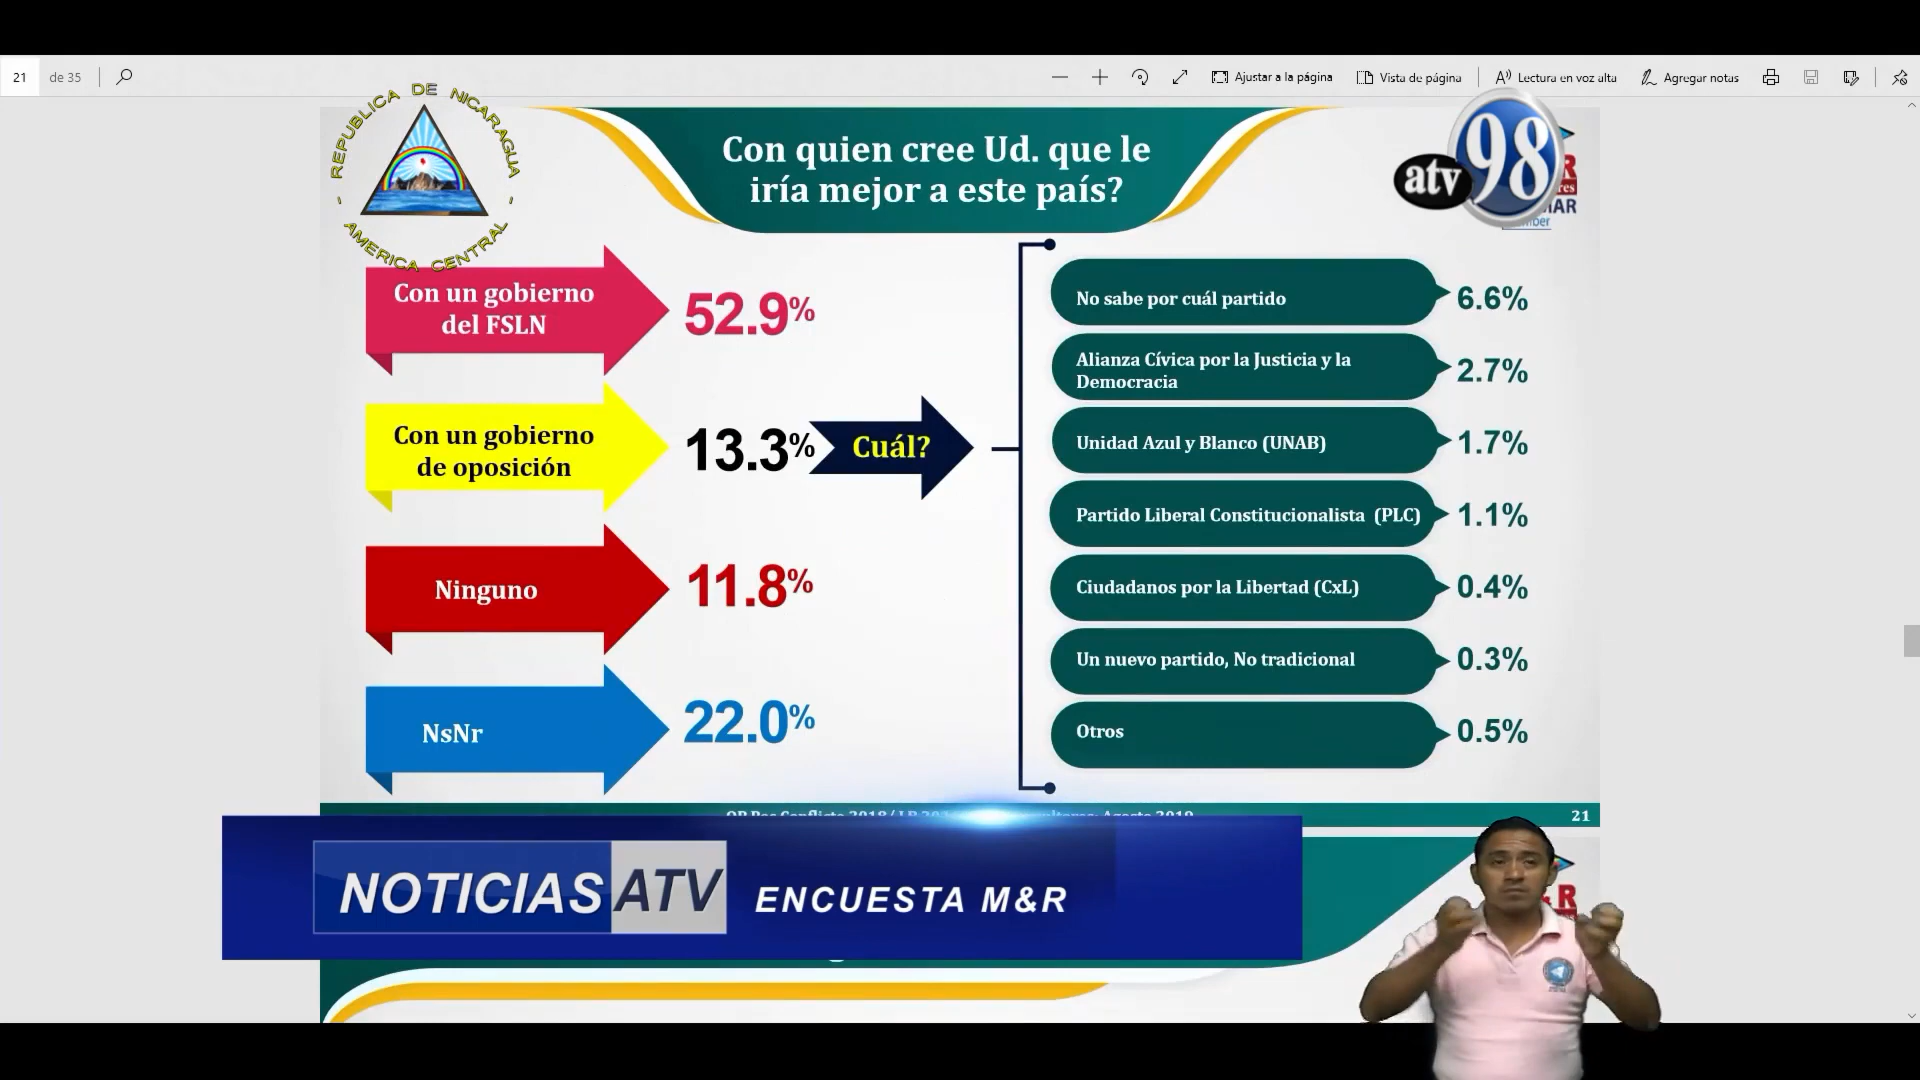 21 de 35
Ajustar a la página
Vista de página
Lectura en voz alta
Agregar notas
REPUBLICA DE NICARAGUA
- AMERICA CENTRAL -
Con quien cree Ud. que le
iría mejor a este país?
atv 98
Con un gobierno
del FSLN
52.9%
Con un gobierno
de oposición
13.3%
Cuál?
Ninguno
11.8%
NsNr
22.0%
No sabe por cuál partido
6.6%
Alianza Cívica por la Justicia y la
Democracia
2.7%
Unidad Azul y Blanco (UNAB)
1.7%
Partido Liberal Constitucionalista (PLC)
1.1%
Ciudadanos por la Libertad (CxL)
0.4%
Un nuevo partido, No tradicional
0.3%
Otros
0.5%
21
NOTICIAS ATV
ENCUESTA M&R